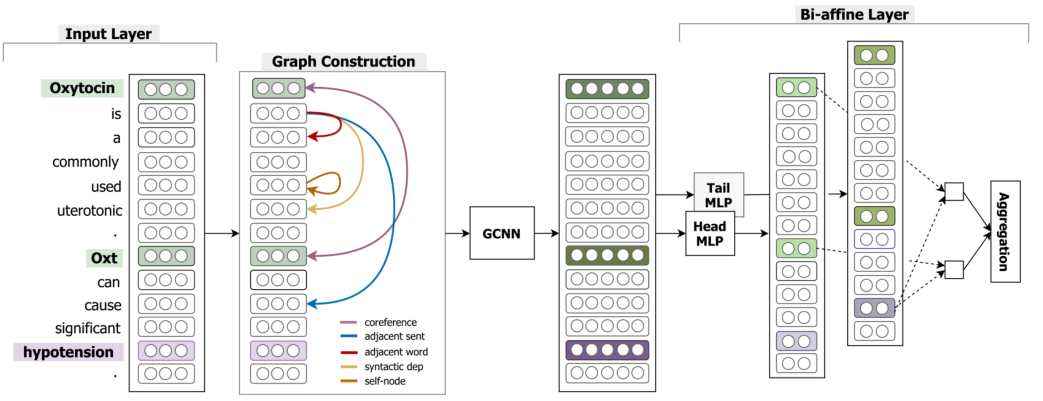 Input Layer
Oxytocin
is
a
commonly
used
uterotonic
.
Oxt
can
cause
significant
hypotension
.
Graph Construction
coreference
adjacent sent
adjacent word
syntactic dep
self-node
GCNN
Tail
MLP
Head
MLP
Bi-affine Layer
Aggregation